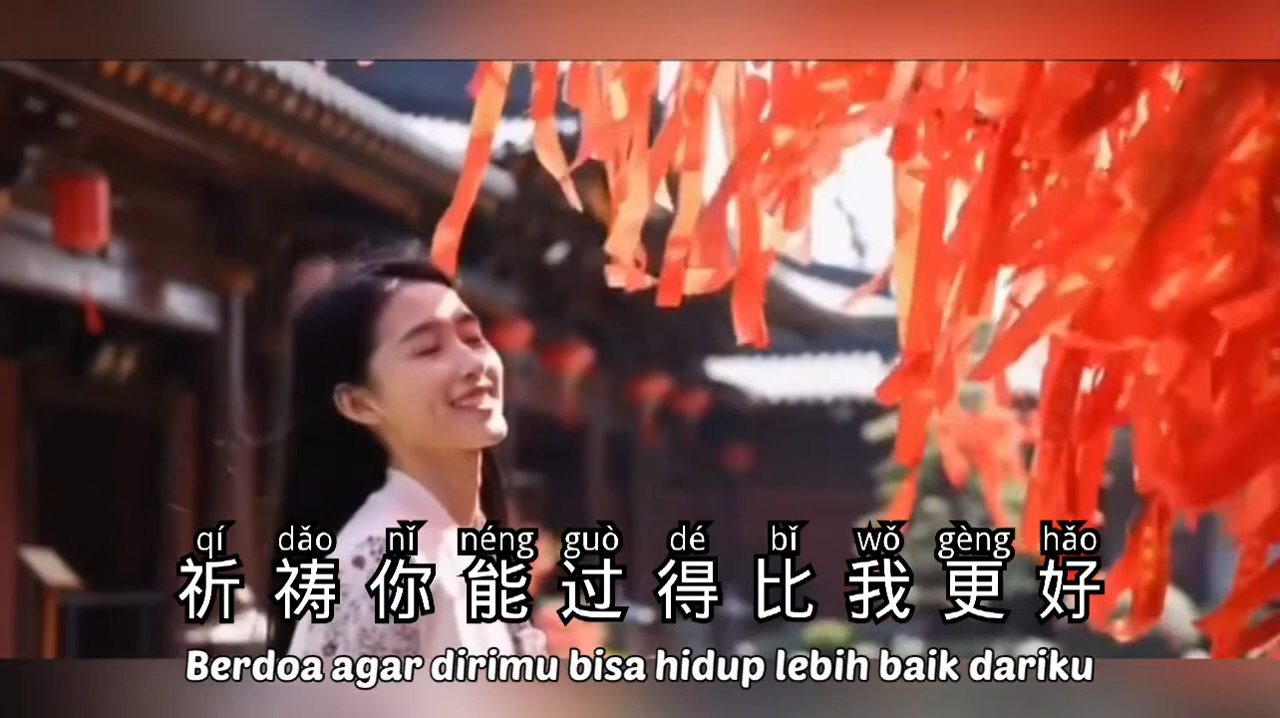 qí dǎo nǐ néng guò dé bǐ wǒ gèng hǎo
祈祷你能过得比我更好
Berdoa agar dirimu bisa hidup lebih baik dariku